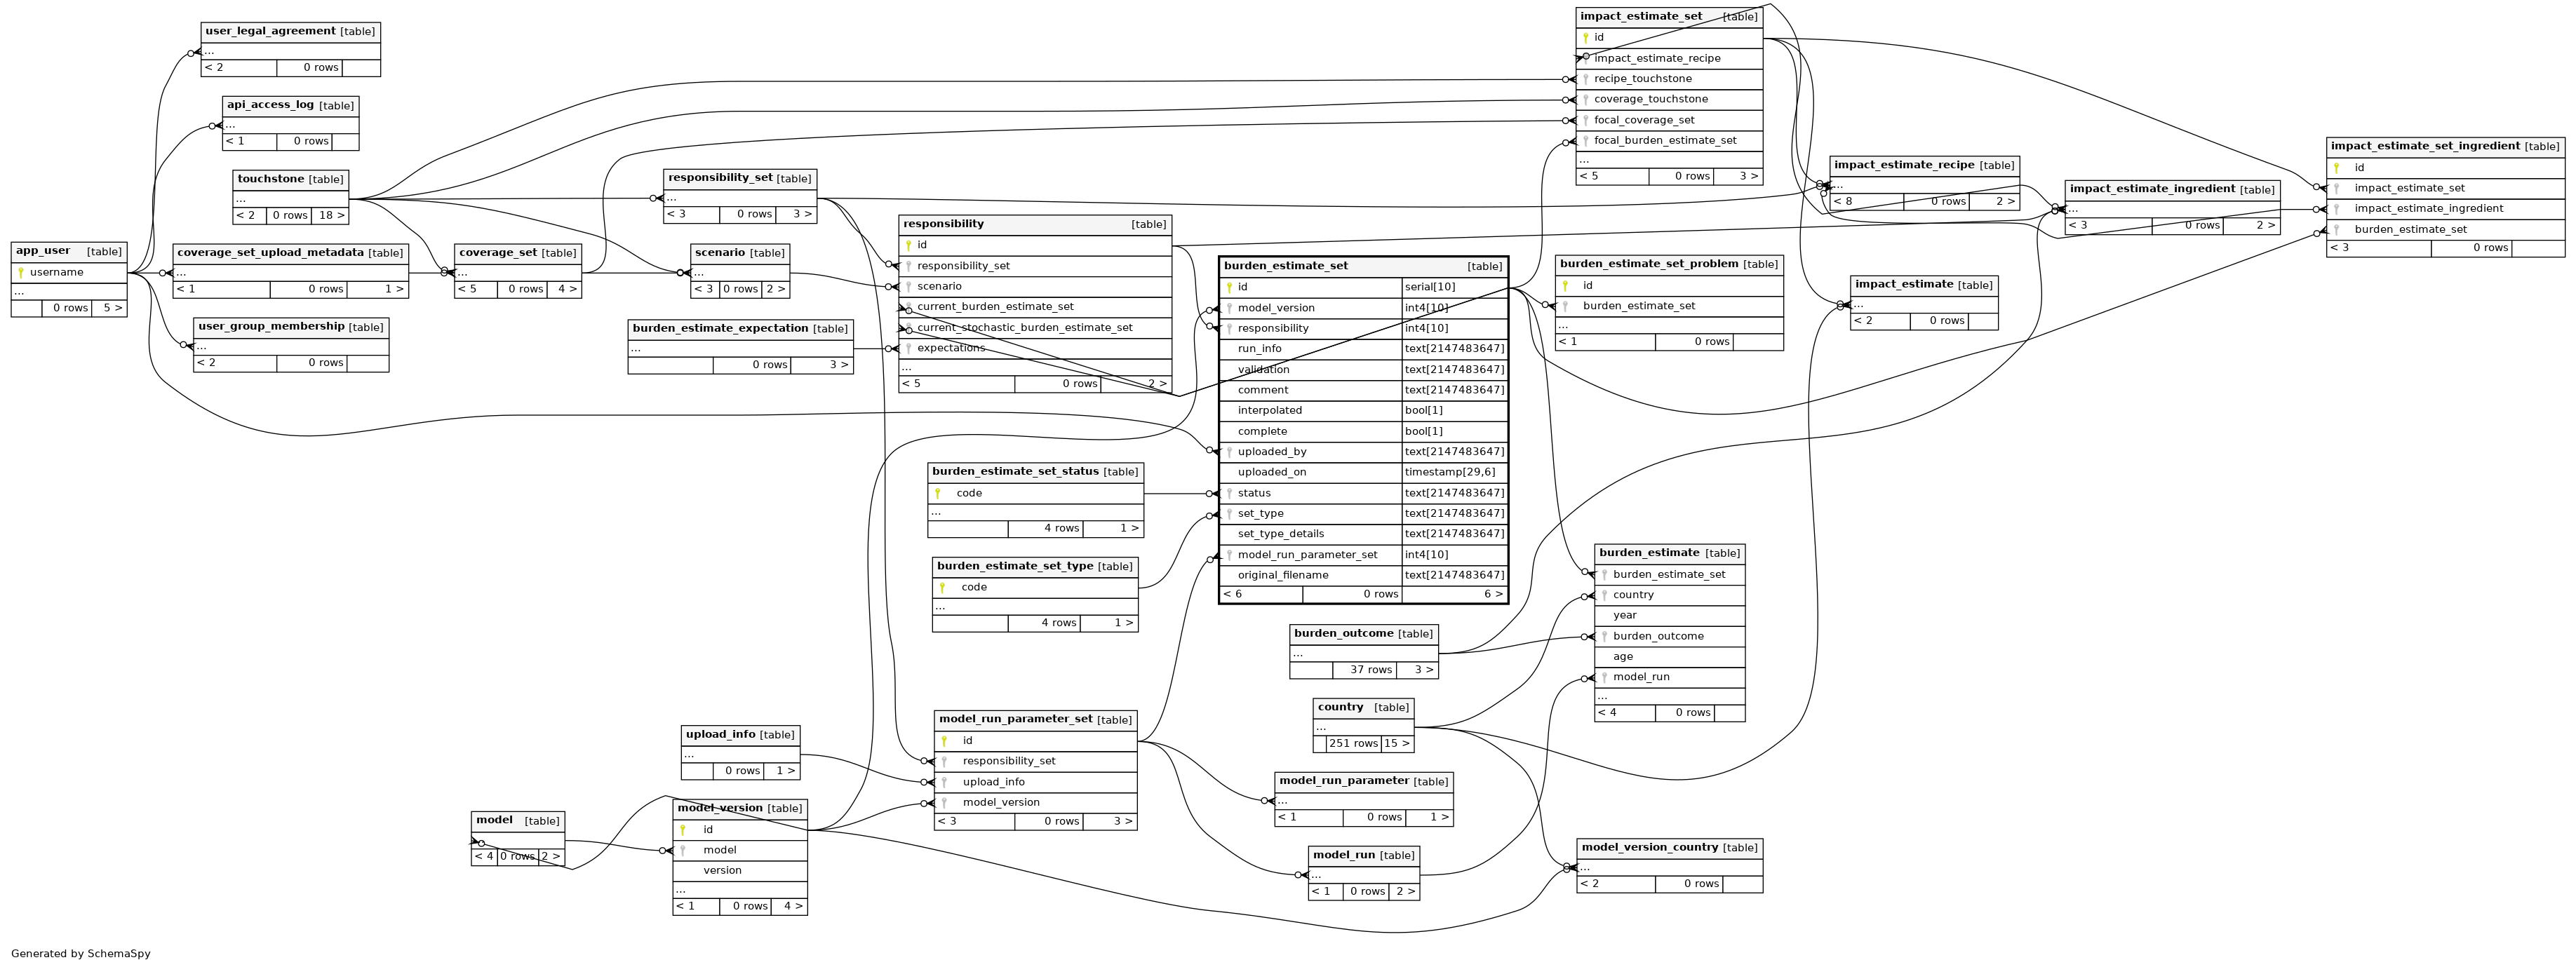 user_legal_agreement [table]
...
< 2 0 rows
api_access_log [table]
...
< 1 0 rows
touchstone [table]
...
< 2 0 rows 18 >
app_user [table]
username
...
0 rows 5 >
coverage_set_upload_metadata [table]
...
< 1 0 rows 1 >
user_group_membership [table]
...
< 2 0 rows
coverage_set [table]
...
< 5 0 rows 4 >
responsibility_set [table]
...
< 3 0 rows 3 >
scenario [table]
...
< 3 0 rows 2 >
burden_estimate_expectation [table]
...
0 rows 3 >
responsibility [table]
id
responsibility_set
scenario
current_burden_estimate_set
current_stochastic_burden_estimate_set
expectations
...
< 5 0 rows 2 >
burden_estimate_set [table]
id serial[10]
model_version int4[10]
responsibility int4[10]
run_info text[2147483647]
validation text[2147483647]
comment text[2147483647]
interpolated bool[1]
complete bool[1]
uploaded_by text[2147483647]
uploaded_on timestamp[29,6]
status text[2147483647]
set_type text[2147483647]
set_type_details text[2147483647]
model_run_parameter_set int4[10]
original_filename text[2147483647]
< 6 0 rows 6 >
impact_estimate_set [table]
id
impact_estimate_recipe
recipe_touchstone
coverage_touchstone
focal_coverage_set
focal_burden_estimate_set
...
< 5 0 rows 3 >
impact_estimate_recipe [table]
...
< 8 0 rows 2 >
impact_estimate_ingredient [table]
...
< 3 0 rows 2 >
impact_estimate_set_ingredient [table]
id
impact_estimate_set
impact_estimate_ingredient
burden_estimate_set
< 3 0 rows
burden_estimate_set_problem [table]
id
burden_estimate_set
...
< 1 0 rows
impact_estimate [table]
...
< 2 0 rows
burden_estimate_set_status [table]
code
...
4 rows 1 >
burden_estimate_set_type [table]
code
...
4 rows 1 >
burden_estimate [table]
burden_estimate_set
country
year
burden_outcome
age
model_run
...
< 4 0 rows
burden_outcome [table]
...
37 rows 3 >
country [table]
...
251 rows 15 >
upload_info [table]
...
0 rows 1 >
model_run_parameter_set [table]
id
responsibility_set
upload_info
model_version
< 3 0 rows 3 >
model_run_parameter [table]
...
< 1 0 rows 1 >
model [table]
...
< 4 0 rows 2 >
model_version [table]
id
model
version
...
< 1 0 rows 4 >
model_run [table]
...
< 1 0 rows 2 >
model_version_country [table]
...
< 2 0 rows
Generated by SchemaSpy